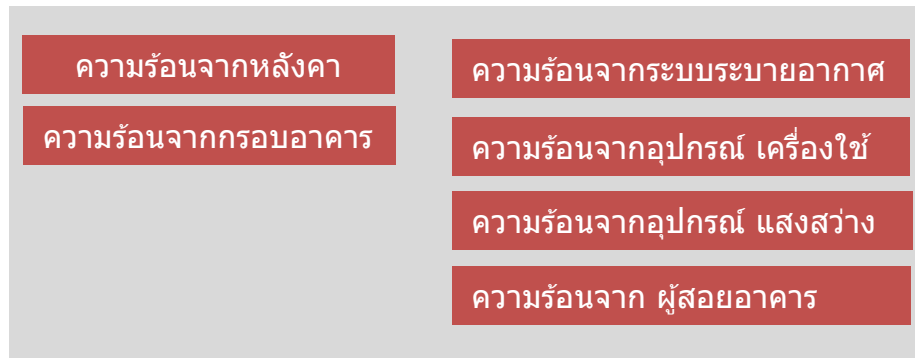 ความร้อนจากหลังคา
ความร้อนจากกรอบอาคาร
ความร้อนจากระบบระบายอากาศ
ความร้อนจากอุปกรณ์ เครื่องใช้
ความร้อนจากอุปกรณ์ แสงสว่าง
ความร้อนจาก ผู้สอยอาคาร